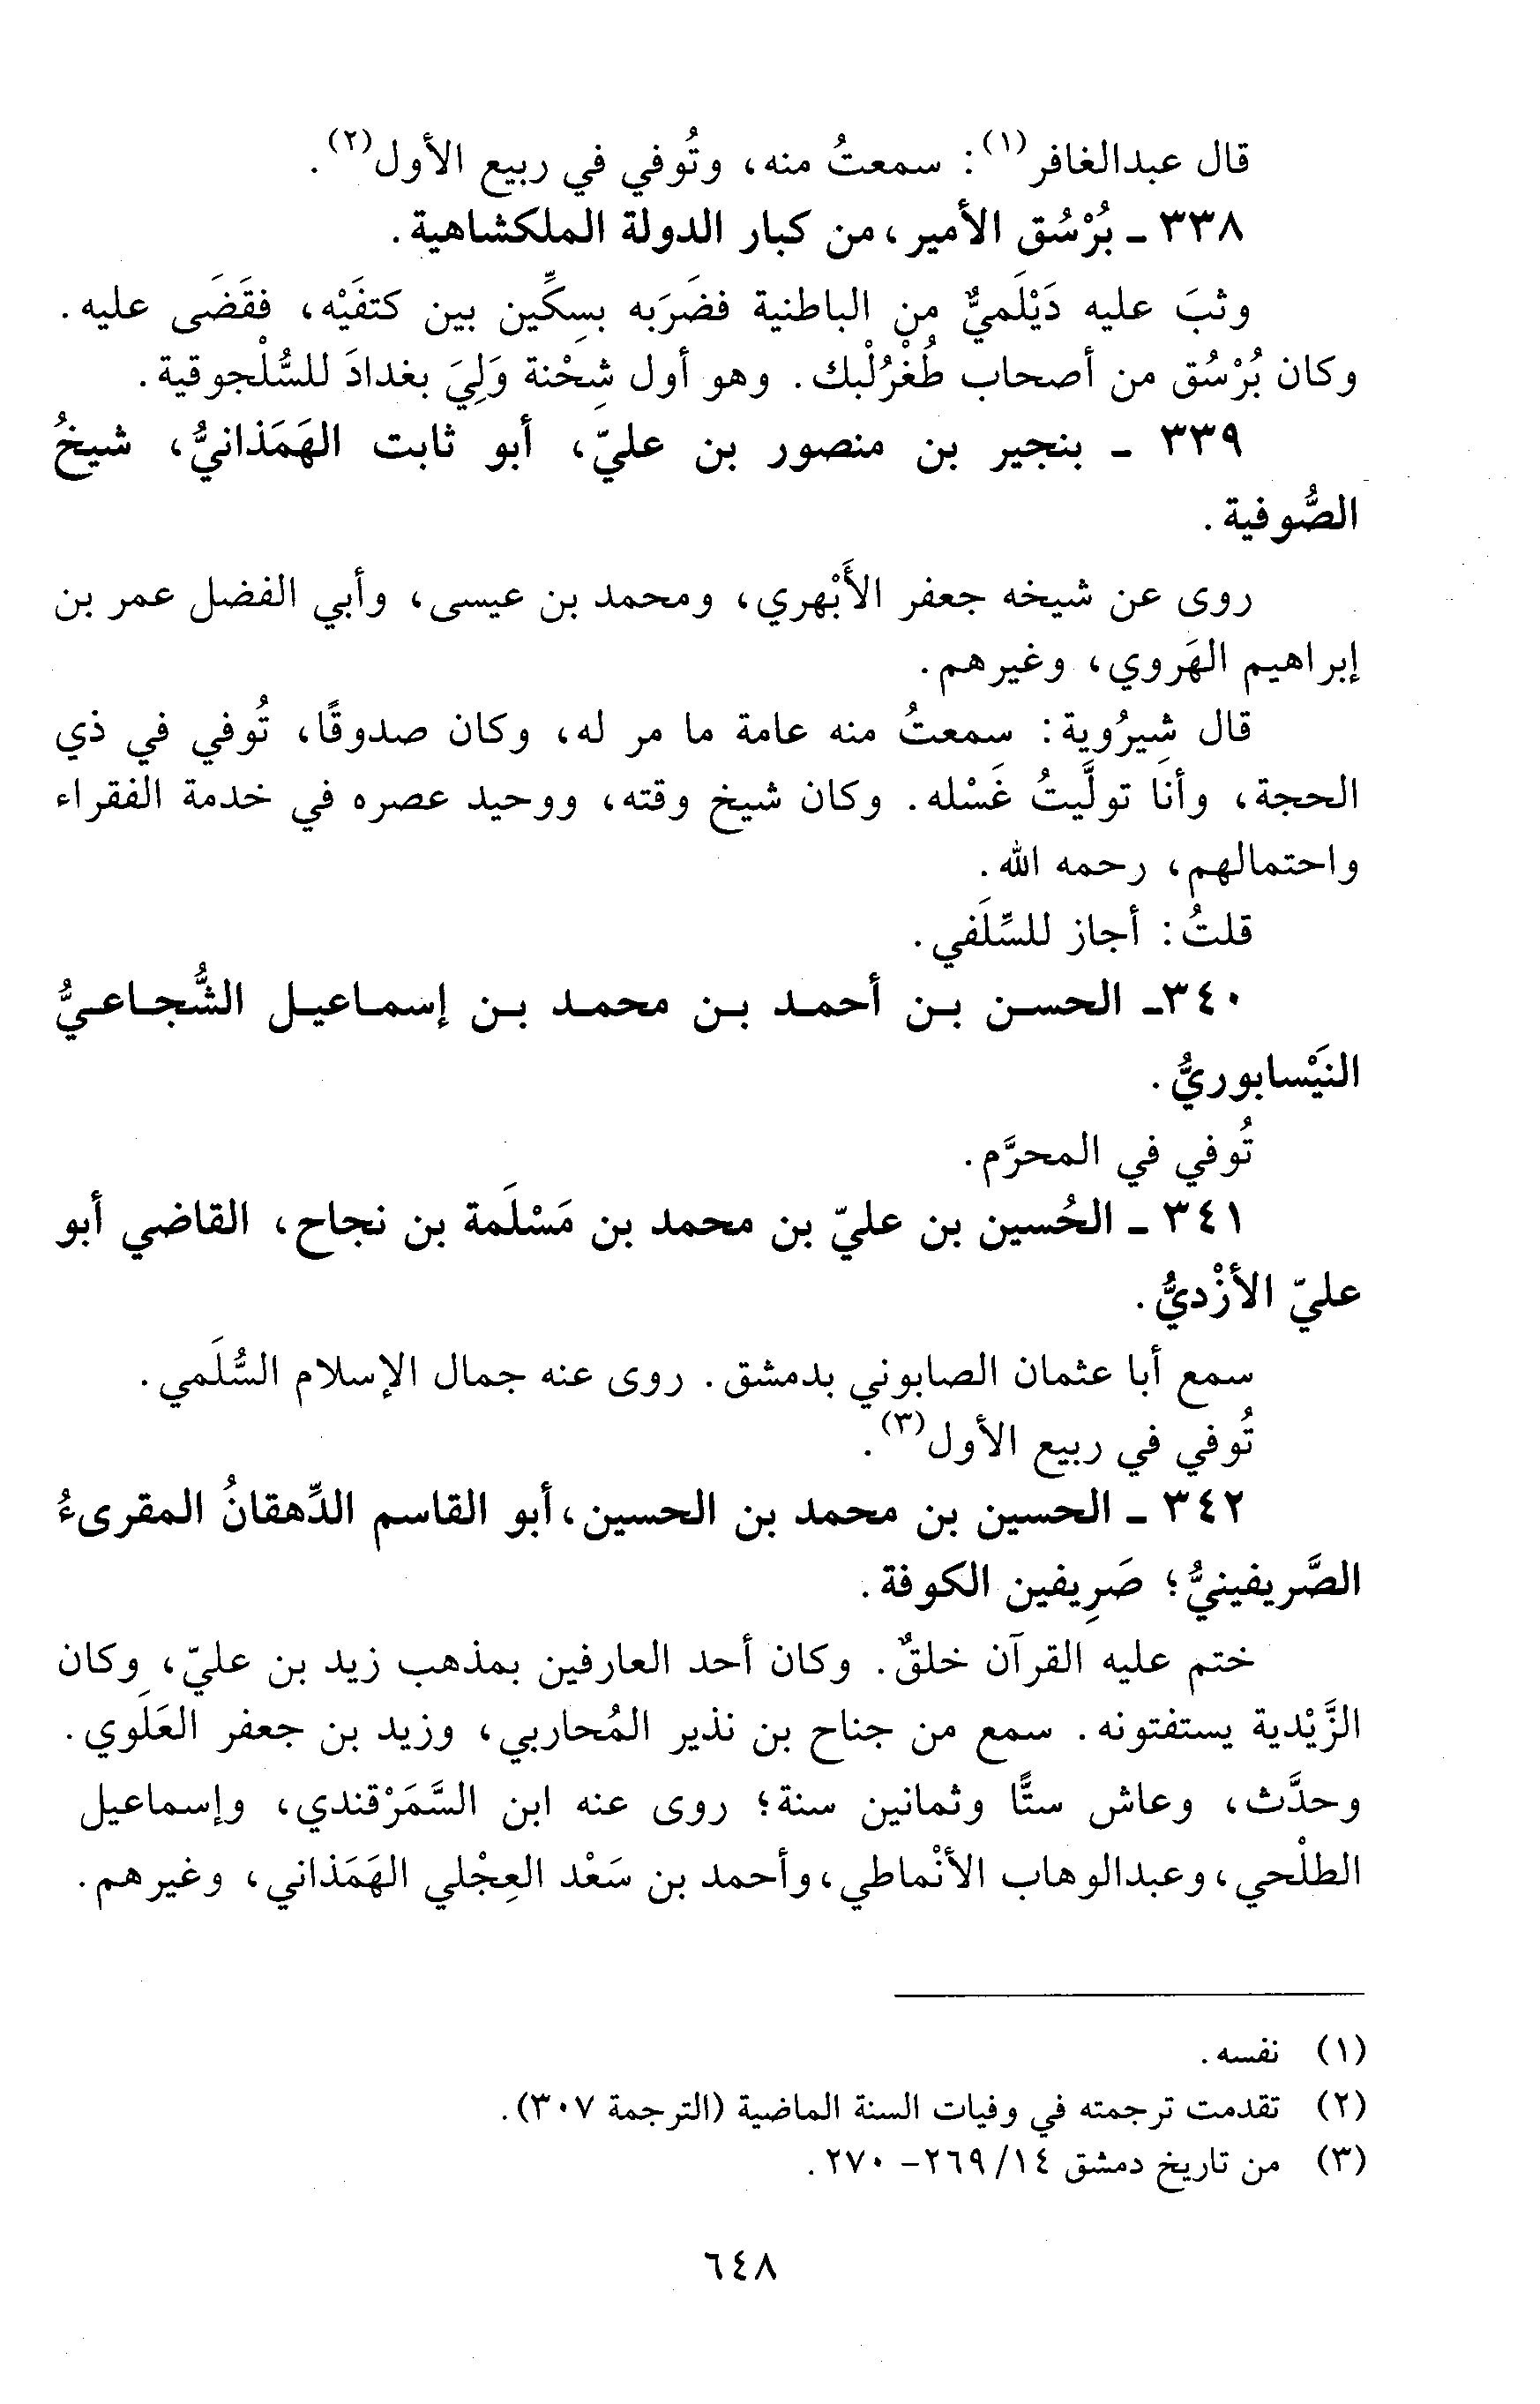 قال عبدالغافر(١): سمعتُ منه، وتُوفي في ربيع الأول(٢).
٣٣٨ ـ بُرْسُق الأمير، من كبار الدولة الملكشاهية.
وثبَ عليه دَيْلَميٌّ من الباطنية فضَرَبه بسِكِّين بين كتفَيْه، فقَضَى عليه.
وكان بُرْسُق من أصحاب طُغْرُلْبك. وهو أول شِحْنة وَلِيَ بغدادَ للسُّلْجوقية.
٣٣٩ ـ بنجير بن منصور بن عليّ، أبو ثابت الهَمَذانيُّ، شيخُ
الصُّوفية.
روى عن شيخه جعفر الأَبْهري، ومحمد بن عيسى، وأبي الفضل عمر بن
إبراهيم الهَروي، وغيرهم.
قال شِيرُوية: سمعتُ منه عامة ما مر له، وكان صدوقًا، تُوفي في ذي
الحجة، وأنا تولَّيتُ غَسْله. وكان شيخ وقته، ووحيد عصره في خدمة الفقراء
واحتمالهم، رحمه الله.
قلتُ: أجاز للسِّلَفي.
٣٤٠ـ الحسن بن أحمد بن محمد بن إسماعيل الشُّجاعيُّ
النَيْسابوريُّ.
تُوفي في المحرَّم.
٣٤١ ـ الحُسين بن عليّ بن محمد بن مَسْلَمة بن نجاح، القاضي أبو
عليّ الأزْديُّ.
سمع أبا عثمان الصابوني بدمشق. روى عنه جمال الإسلام السُّلَمي.
تُوفي في ربيع الأول(٣).
٣٤٢ ـ الحسين بن محمد بن الحسين، أبو القاسم الدِّهقانُ المقرىءُ
الصَّريفينيُّ؛ صَرِيفين الكوفة.
ختم عليه القرآن خلقٌ. وكان أحد العارفين بمذهب زيد بن عليّ، وكان
الزَّيْدية يستفتونه. سمع من جناح بن نذير المُحاربي، وزيد بن جعفر العَلَوي.
وحدَّث، وعاش ستًّا وثمانين سنة؛ روى عنه ابن السَّمَرْقندي، وإسماعيل
الطلْحي، وعبدالوهاب الأنْماطي، وأحمد بن سَعْد العِجْلي الهَمَذاني، وغيرهم.
(١) نفسه.
(٢) تقدمت ترجمته في وفيات السنة الماضية (الترجمة ٣٠٧).
(٣) من تاريخ دمشق ١٤/ ٢٦٩- ٢٧٠.
٦٤٨